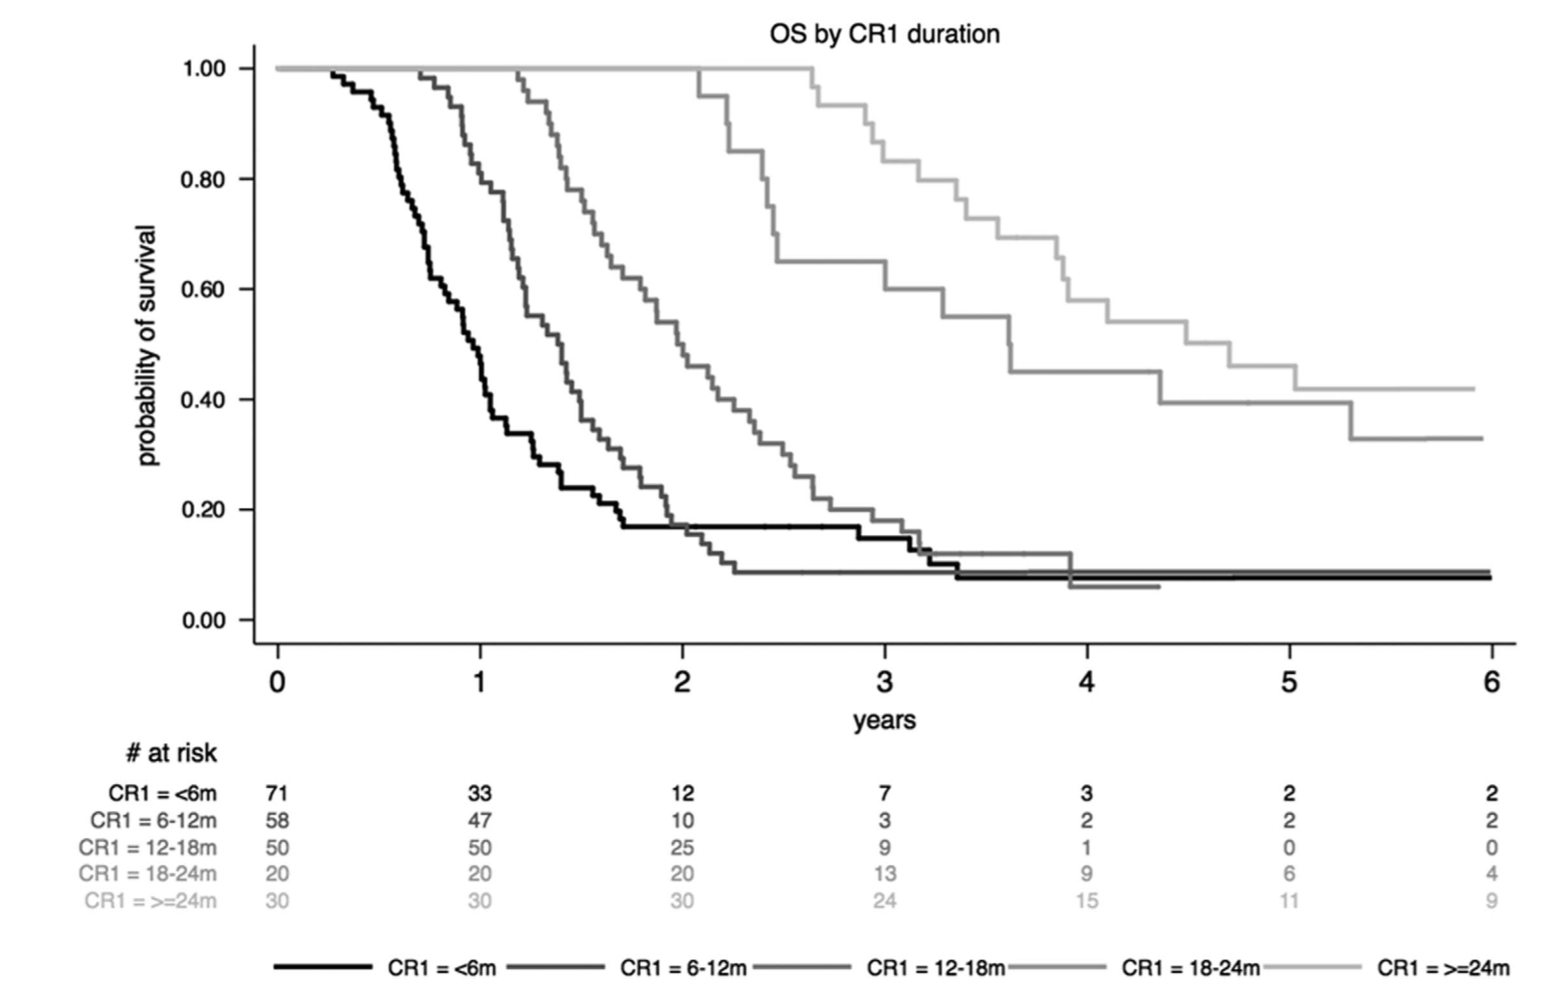 OS by CR1 duration
probability of survival
1.00
0.80
0.60
0.40
0.20
0.00
0 1 2 3 4 5 6
years
# at risk
CR1 = <6m 71 33 12 7 3 2 2
CR1 = 6-12m 58 47 10 3 2 2 2
CR1 = 12-18m 50 50 25 9 1 0 0
CR1 = 18-24m 20 20 20 13 9 6 4
CR1 = >=24m 30 30 30 24 15 11 9
CR1 = <6m CR1 = 6-12m CR1 = 12-18m CR1 = 18-24m CR1 = >=24m